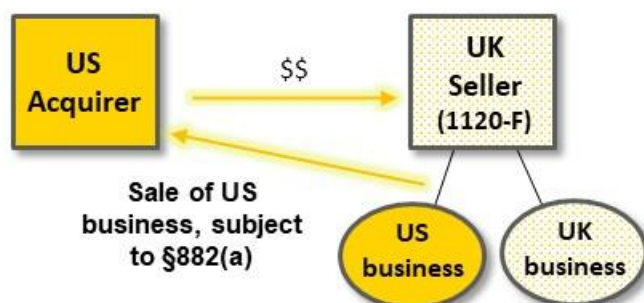 US
Acquirer
$$
UK
Seller
(1120-F)
Sale of US
business, subject
to §882(a)
US
business
UK
business